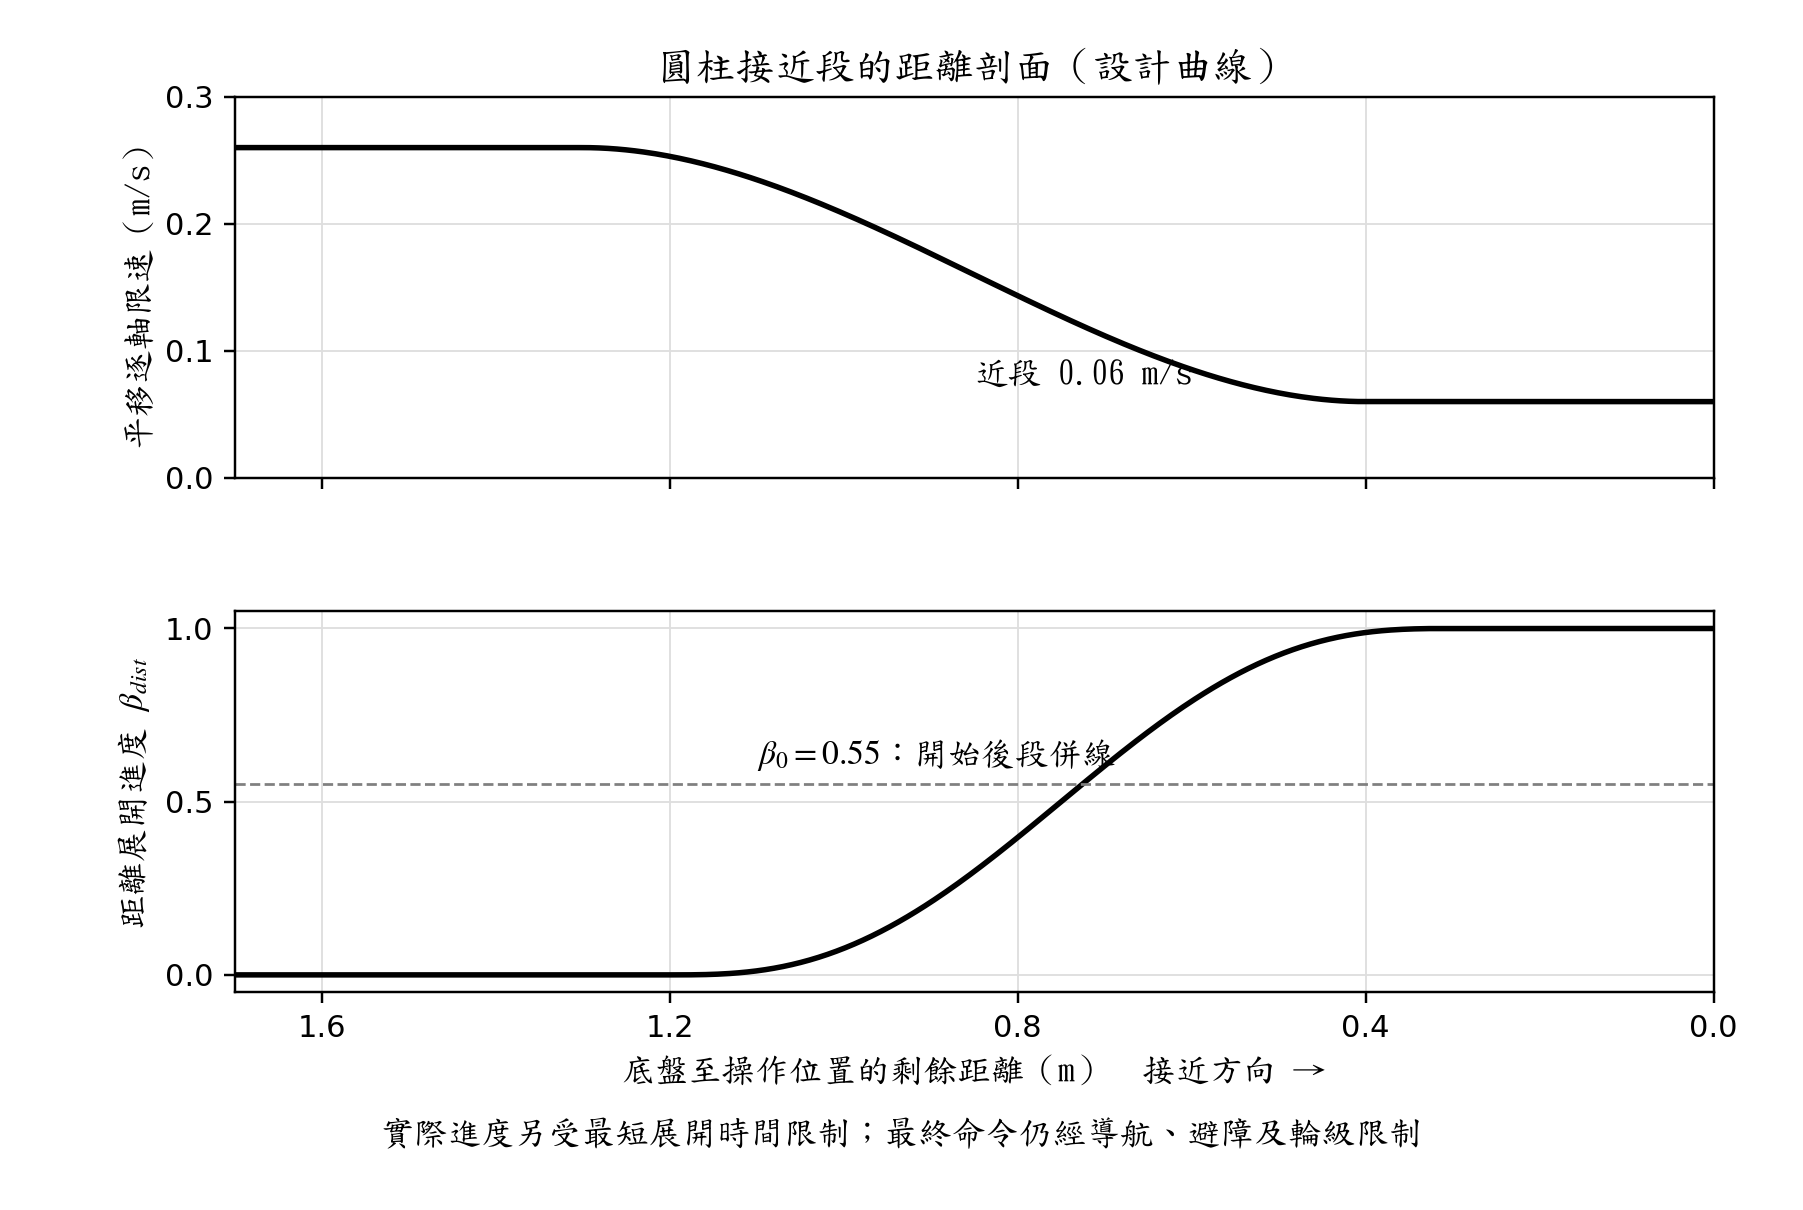 圓柱接近段的距離剖面（設計曲線）
平移逐軸限速（m/s）
0.3
0.2
0.1
0.0
近段 0.06 m/s
距離展開進度 βdist
1.0
0.5
0.0
β0=0.55：開始後段併線
1.6 1.2 0.8 0.4 0.0
底盤至操作位置的剩餘距離（m） 接近方向 →
實際進度另受最短展開時間限制；最終命令仍經導航、避障及輪級限制